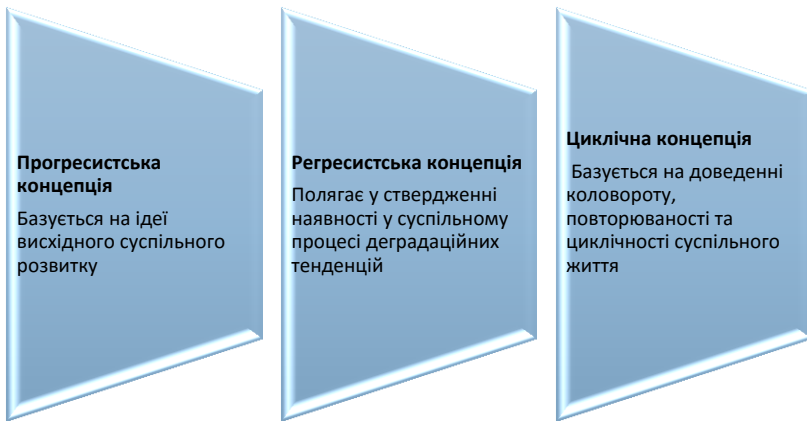 Прогресистська
концепція
Базується на ідеї
висхідного суспільного
розвитку
Регресистська концепція
Полягає у ствердженні
наявності у суспільному
процесі деградаційних
тенденцій
Циклічна концепція
Базується на доведенні
коловороту,
повторюваності та
циклічності суспільного
життя